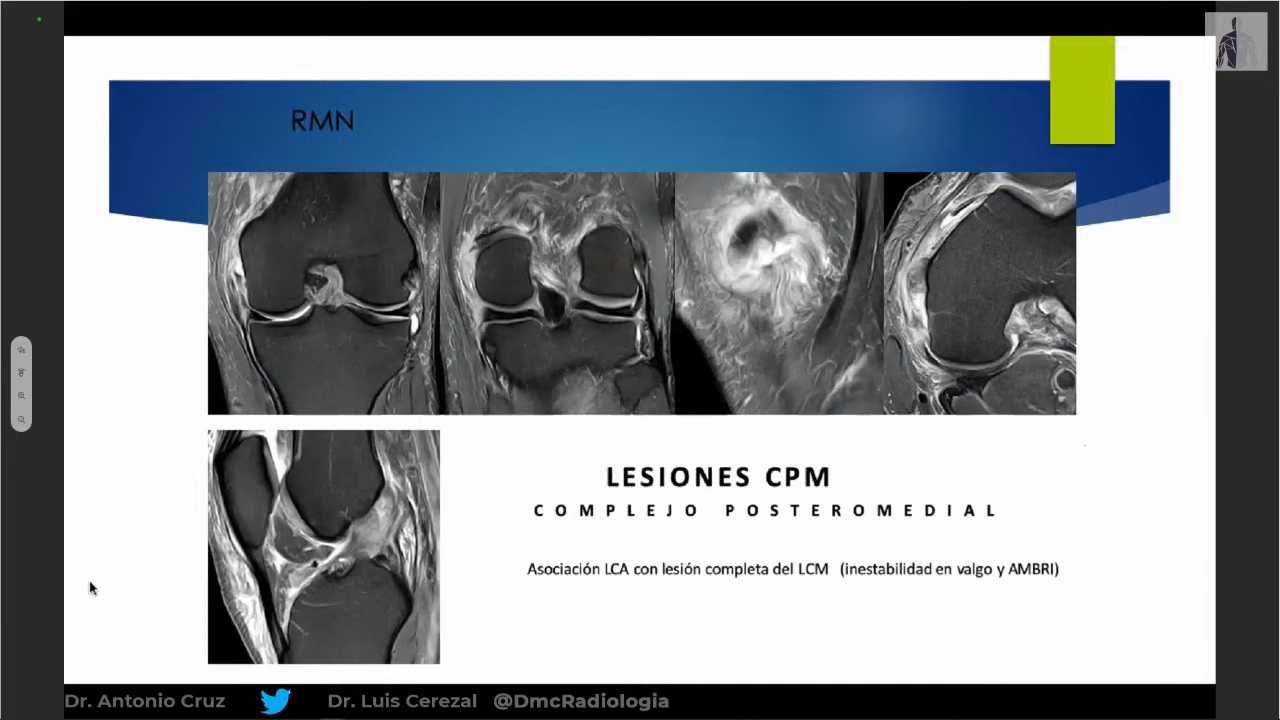 RMN
LESIONES CPM
COMPLEJO POSTEROMEDIAL
Asociación LCA con lesión completa del LCM (inestabilidad en valgo y AMBRI)
Dr. Antonio Cruz Dr. Luis Cerezal @DmcRadiologia